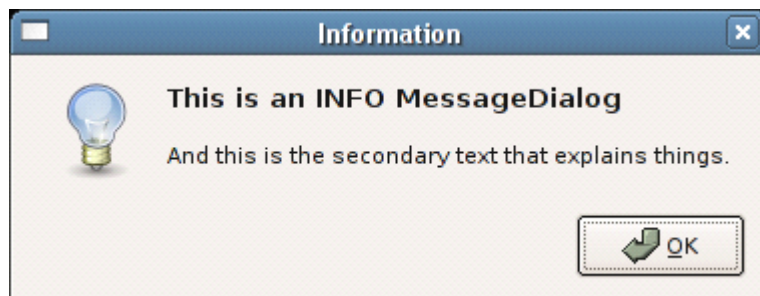 Information
This is an INFO MessageDialog
And this is the secondary text that explains things.
OK